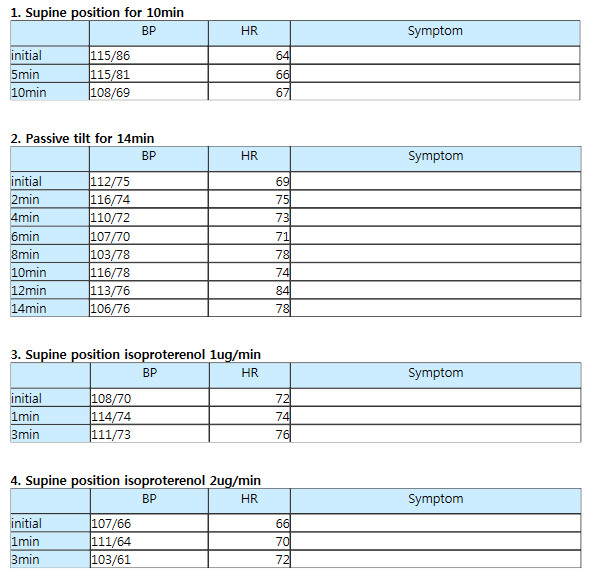 1. Supine position for 10min
BP HR Symptom
initial 115/86 64
5min 115/81 66
10min 108/69 67
2. Passive tilt for 14min
BP HR Symptom
initial 112/75 69
2min 116/74 75
4min 110/72 73
6min 107/70 71
8min 103/78 78
10min 116/78 74
12min 113/76 84
14min 106/76 78
3. Supine position isoproterenol 1ug/min
BP HR Symptom
initial 108/70 72
1min 114/74 74
3min 111/73 76
4. Supine position isoproterenol 2ug/min
BP HR Symptom
initial 107/66 66
1min 111/64 70
3min 103/61 72